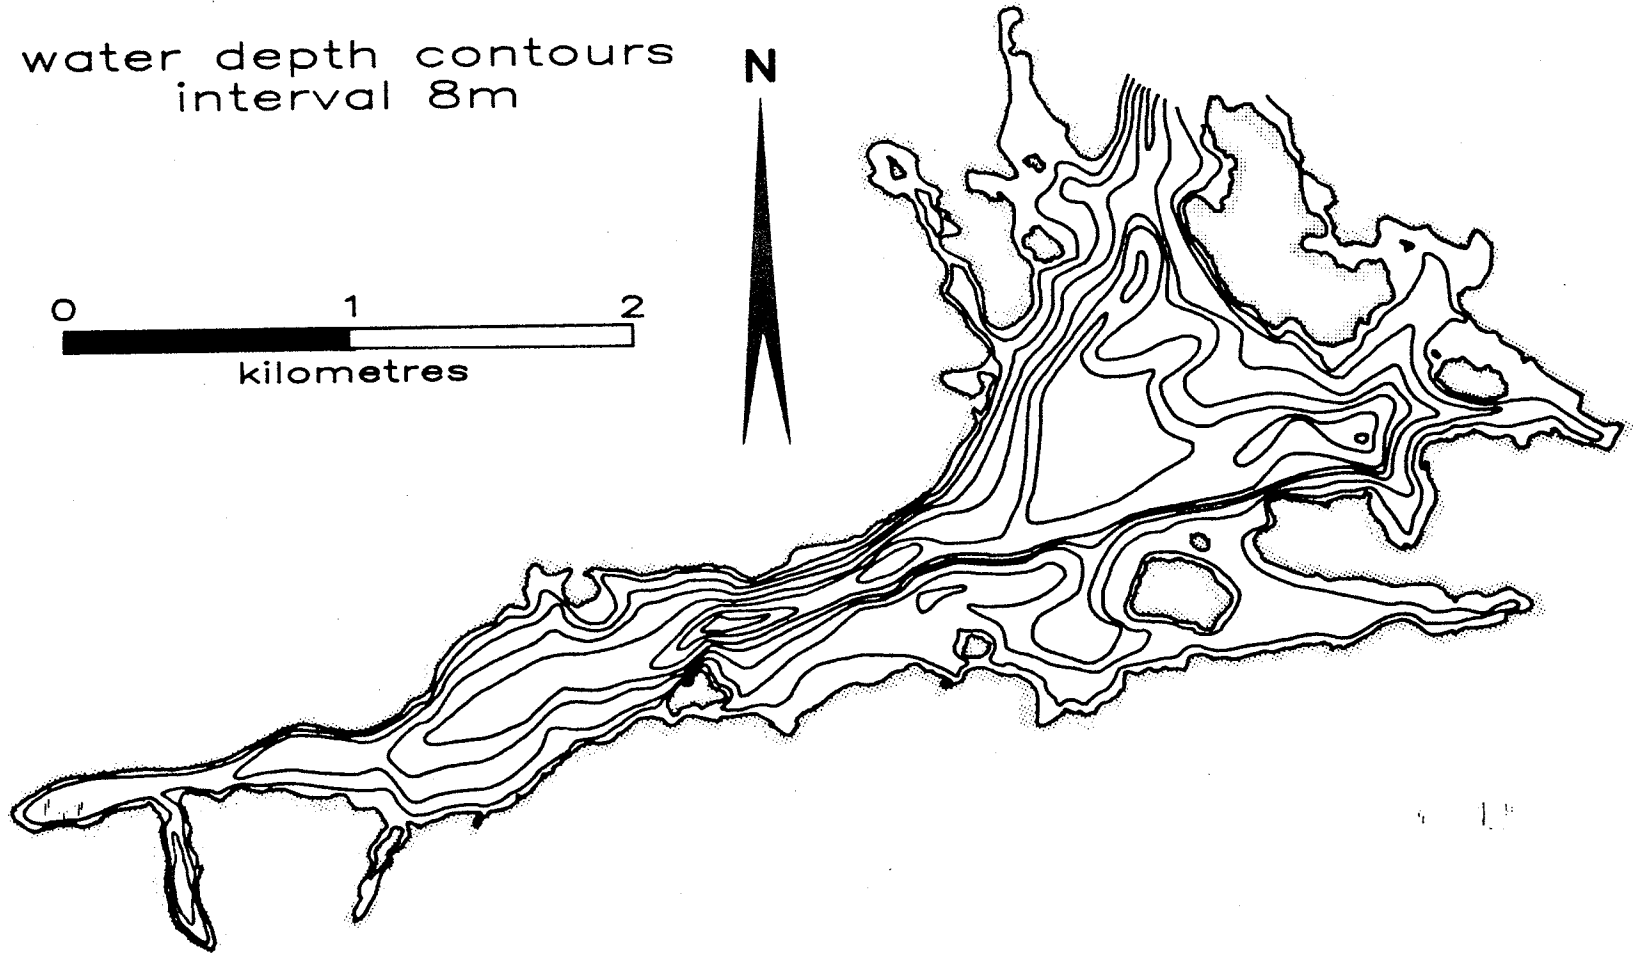 water depth contours
interval 8m
N
0 1 2
kilometres